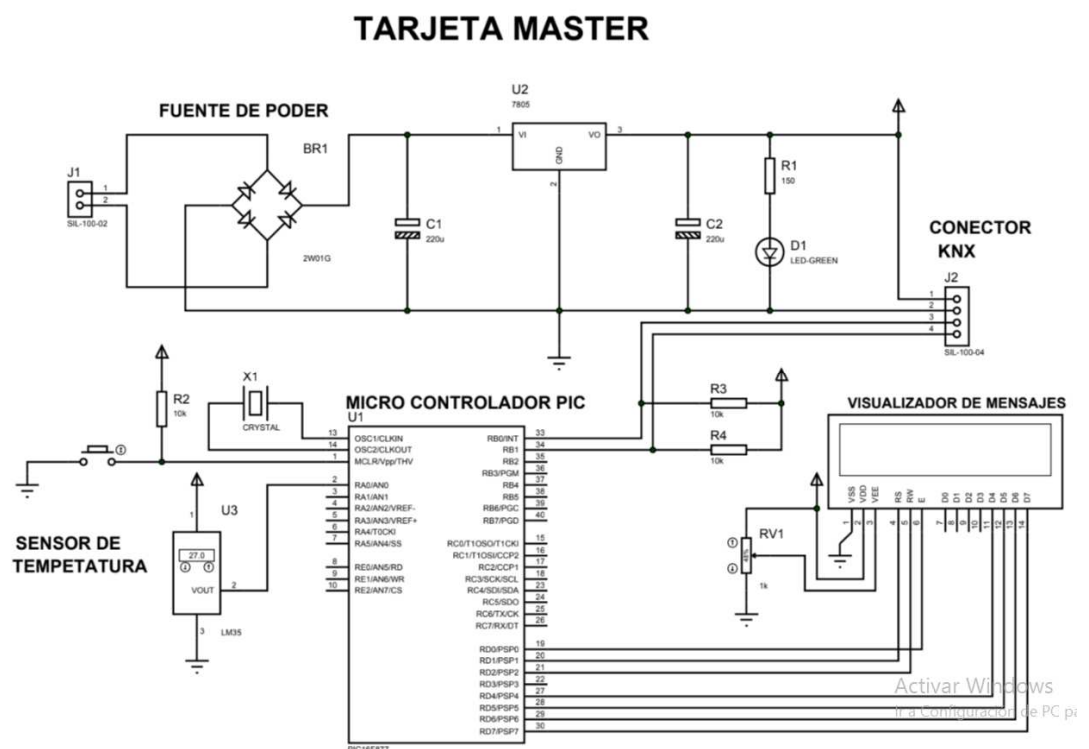 TARJETA MASTER
FUENTE DE PODER
BR1
2W01G
J1
1
2
SIL-100-02
C1
220u
U2
7805
1
VI
VO
3
GND
2
C2
220u
R1
150
D1
LED-GREEN
CONECTOR
KNX
J2
1
2
3
4
SIL-100-04
R2
10k
X1
CRYSTAL
MICRO CONTROLADOR PIC
U1
13
OSC1/CLKIN
14
OSC2/CLKOUT
1
MCLR/Vpp/THV
2
RA0/AN0
3
RA1/AN1
4
RA2/AN2/VREF-
5
RA3/AN3/VREF+
6
RA4/T0CKI
7
RA5/AN4/SS
8
RE0/AN5/RD
9
RE1/AN6/WR
10
RE2/AN7/CS
RB0/INT
33
RB1
34
RB2
35
RB3/PGM
36
RB4
37
RB5
38
RB6/PGC
39
RB7/PGD
40
RC0/T1OSO/T1CKI
15
RC1/T1OSI/CCP2
16
RC2/CCP1
17
RC3/SCK/SCL
18
RC4/SDI/SDA
23
RC5/SDO
24
RC6/TX/CK
25
RC7/RX/DT
26
RD0/PSP0
19
RD1/PSP1
20
RD2/PSP2
21
RD3/PSP3
22
RD4/PSP4
27
RD5/PSP5
28
RD6/PSP6
29
RD7/PSP7
30
SENSOR DE
TEMPETATURA
U3
1
27.0
VOUT
2
3
LM35
R3
10k
R4
10k
VISUALIZADOR DE MENSAJES
VSS
VDD
VEE
RS
RW
E
D0
D1
D2
D3
D4
D5
D6
D7
1
2
3
4
5
6
7
8
9
10
11
12
13
14
RV1
1k
Activar Windows
Ir a Configuración de PC pa